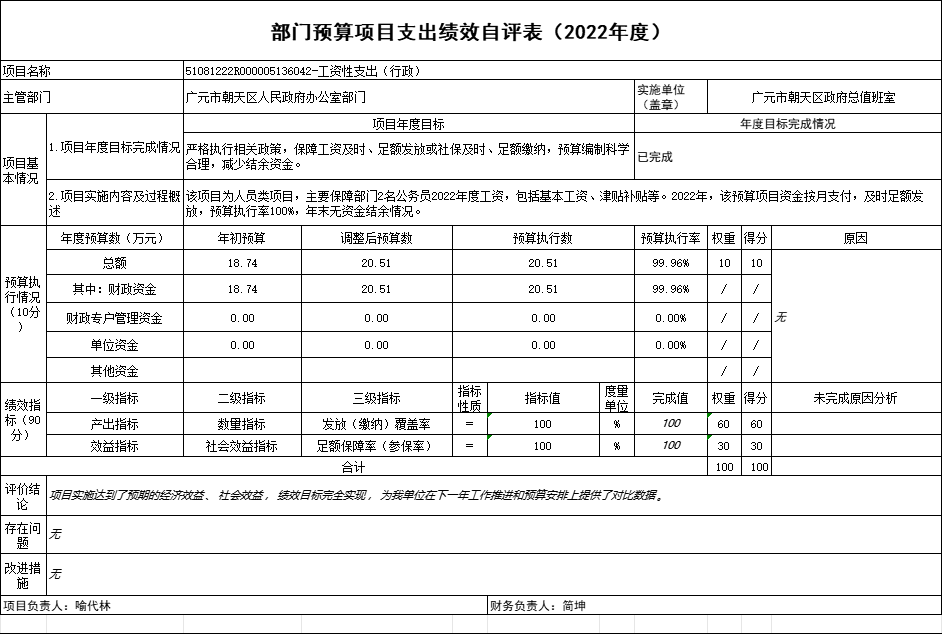 部门预算项目支出绩效自评表（2022年度）
项目名称 51081222R000005136042-工资性支出（行政）
主管部门 广元市朝天区人民政府办公室部门 实施单位（盖章） 广元市朝天区政府总值班室
项目基本情况 1.项目年度目标完成情况 项目年度目标 年度目标完成情况
严格执行相关政策，保障工资及时、足额发放或社保及时、足额缴纳，预算编制科学合理，减少结余资金。 已完成
2.项目实施内容及过程概述 该项目为人员类项目，主要保障部门2名公务员2022年度工资，包括基本工资、津贴补贴等。2022年，该预算项目资金按月支付，及时足额发放，预算执行率100%，年末无资金结余情况。
预算执行情况（10分） 年度预算数（万元） 年初预算 调整后预算数 预算执行数 预算执行率 权重 得分 原因
总额 18.74 20.51 20.51 99.96% 10 10 无
其中：财政资金 18.74 20.51 20.51 99.96% / /
财政专户管理资金 0.00 0.00 0.00 0.00% / /
单位资金 0.00 0.00 0.00 0.00% / /
其他资金 / /
绩效指标（90分） 一级指标 二级指标 三级指标 指标性质 指标值 度量单位 完成值 权重 得分 未完成原因分析
产出指标 数量指标 发放（缴纳）覆盖率 ＝ 100 % 100 60 60
效益指标 社会效益指标 足额保障率（参保率） ＝ 100 % 100 30 30
合计 100 100
评价结论 项目实施达到了预期的经济效益、社会效益，绩效目标完全实现，为我单位在下一年工作推进和预算安排上提供了对比数据。
存在问题 无
改进措施 无
项目负责人：喻代林 财务负责人：简坤